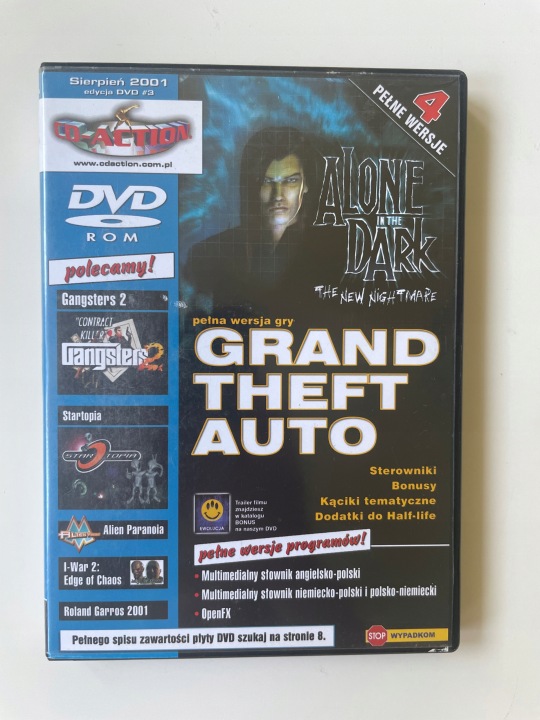 Sierpień 2001
edycja DVD #3
CD-ACTION
www.cdaction.com.pl
4
PEŁNE WERSJE
DVD
ROM
ALONE
IN THE
DARK
THE NEW NIGHTMARE
polecamy!
Gangsters 2
"CONTRACT
KILLER"
Gangsters 2
Startopia
STARTOPIA
Alien Paranoia
I-War 2:
Edge of Chaos
Roland Garros 2001
pełna wersja gry
GRAND
THEFT
AUTO
Sterowniki
Bonusy
Kąciki tematyczne
Dodatki do Half-life
EWOLUCJA
Trailer filmu
znajdziesz
w katalogu
BONUS
na naszym DVD
pełne wersje programów!
• Multimedialny słownik angielsko-polski
• Multimedialny słownik niemiecko-polski i polsko-niemiecki
• OpenFX
Pełnego spisu zawartości płyty DVD szukaj na stronie 8.
STOP WYPADKOM